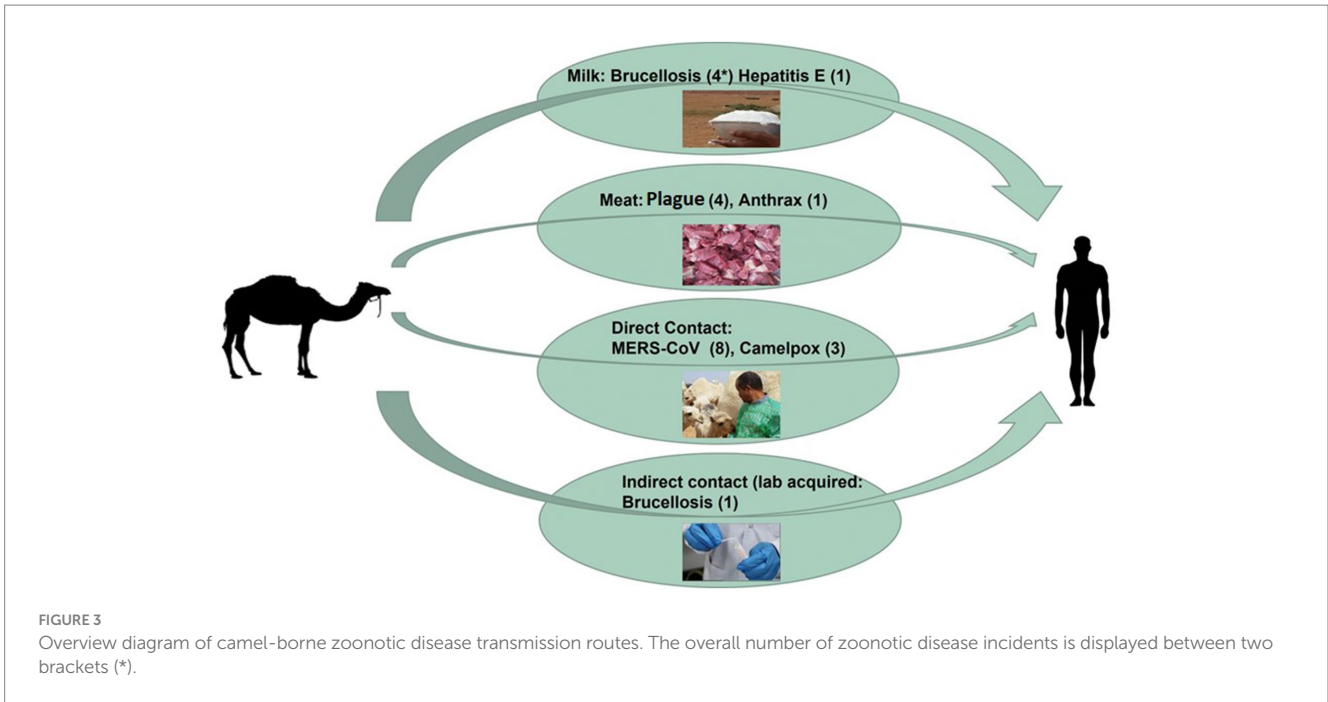 Milk: Brucellosis (4*) Hepatitis E (1)
Meat: Plague (4), Anthrax (1)
Direct Contact:
MERS-CoV (8), Camelpox (3)
Indirect contact (lab acquired:
Brucellosis (1)
FIGURE 3
Overview diagram of camel-borne zoonotic disease transmission routes. The overall number of zoonotic disease incidents is displayed between two
brackets (*).